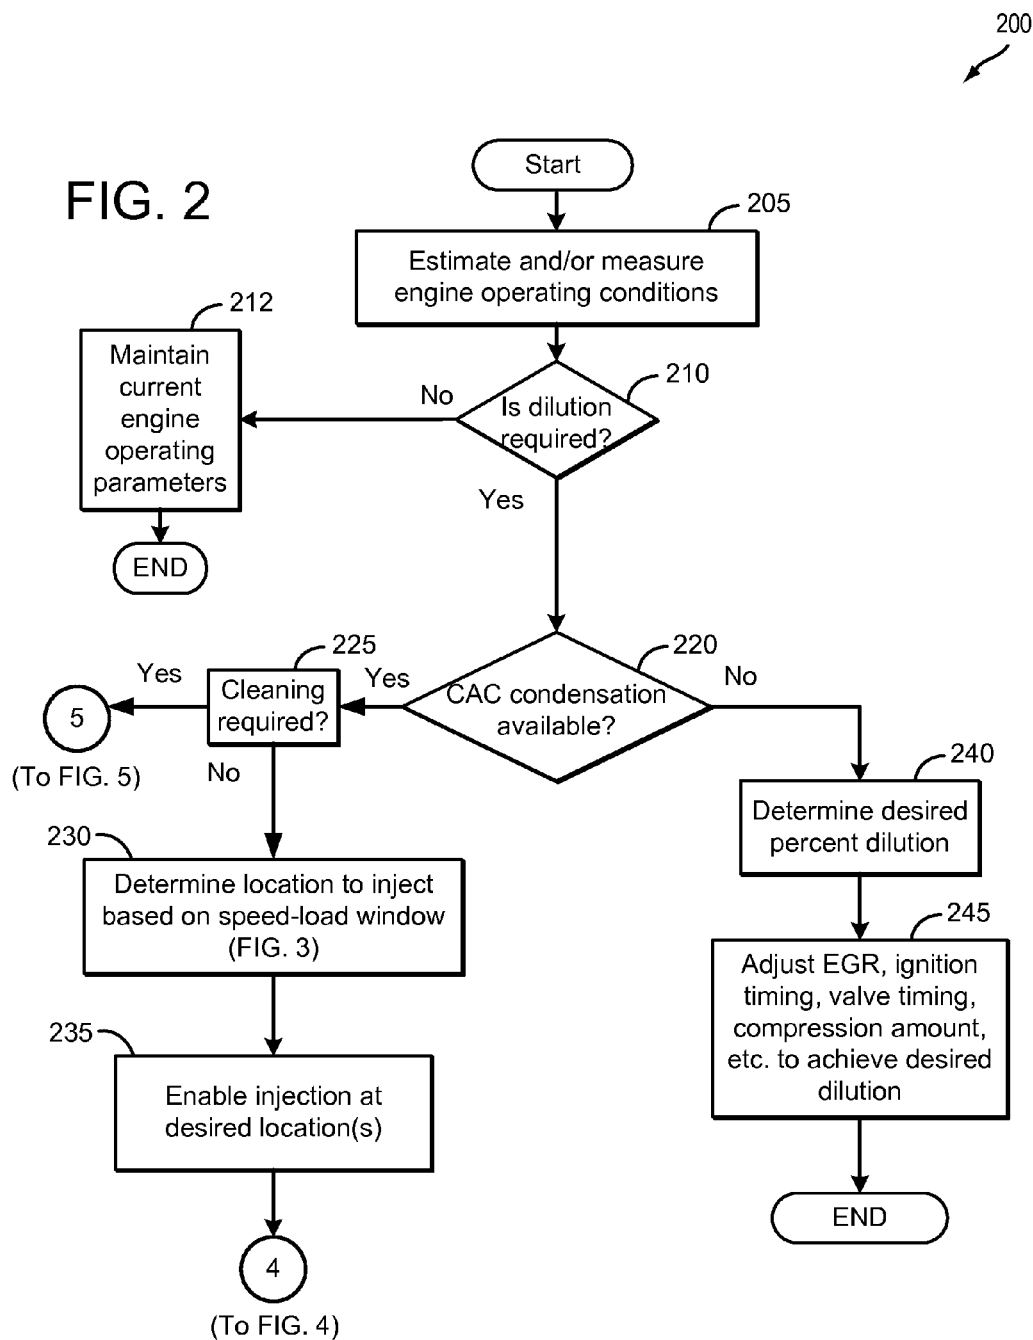 200
Start
FIG. 2
205
Estimate and/or measure
engine operating conditions
212
Maintain
current
engine
operating
parameters
No
210
Is dilution
required?
Yes
END
225
220
Yes
Cleaning
required?
Yes
CAC condensation
available?
No
5
(To FIG. 5)
No
240
Determine desired
percent dilution
230
Determine location to inject
based on speed-load window
(FIG. 3)
245
Adjust EGR, ignition
timing, valve timing,
compression amount,
etc. to achieve desired
dilution
235
Enable injection at
desired location(s)
END
4
(To FIG. 4)